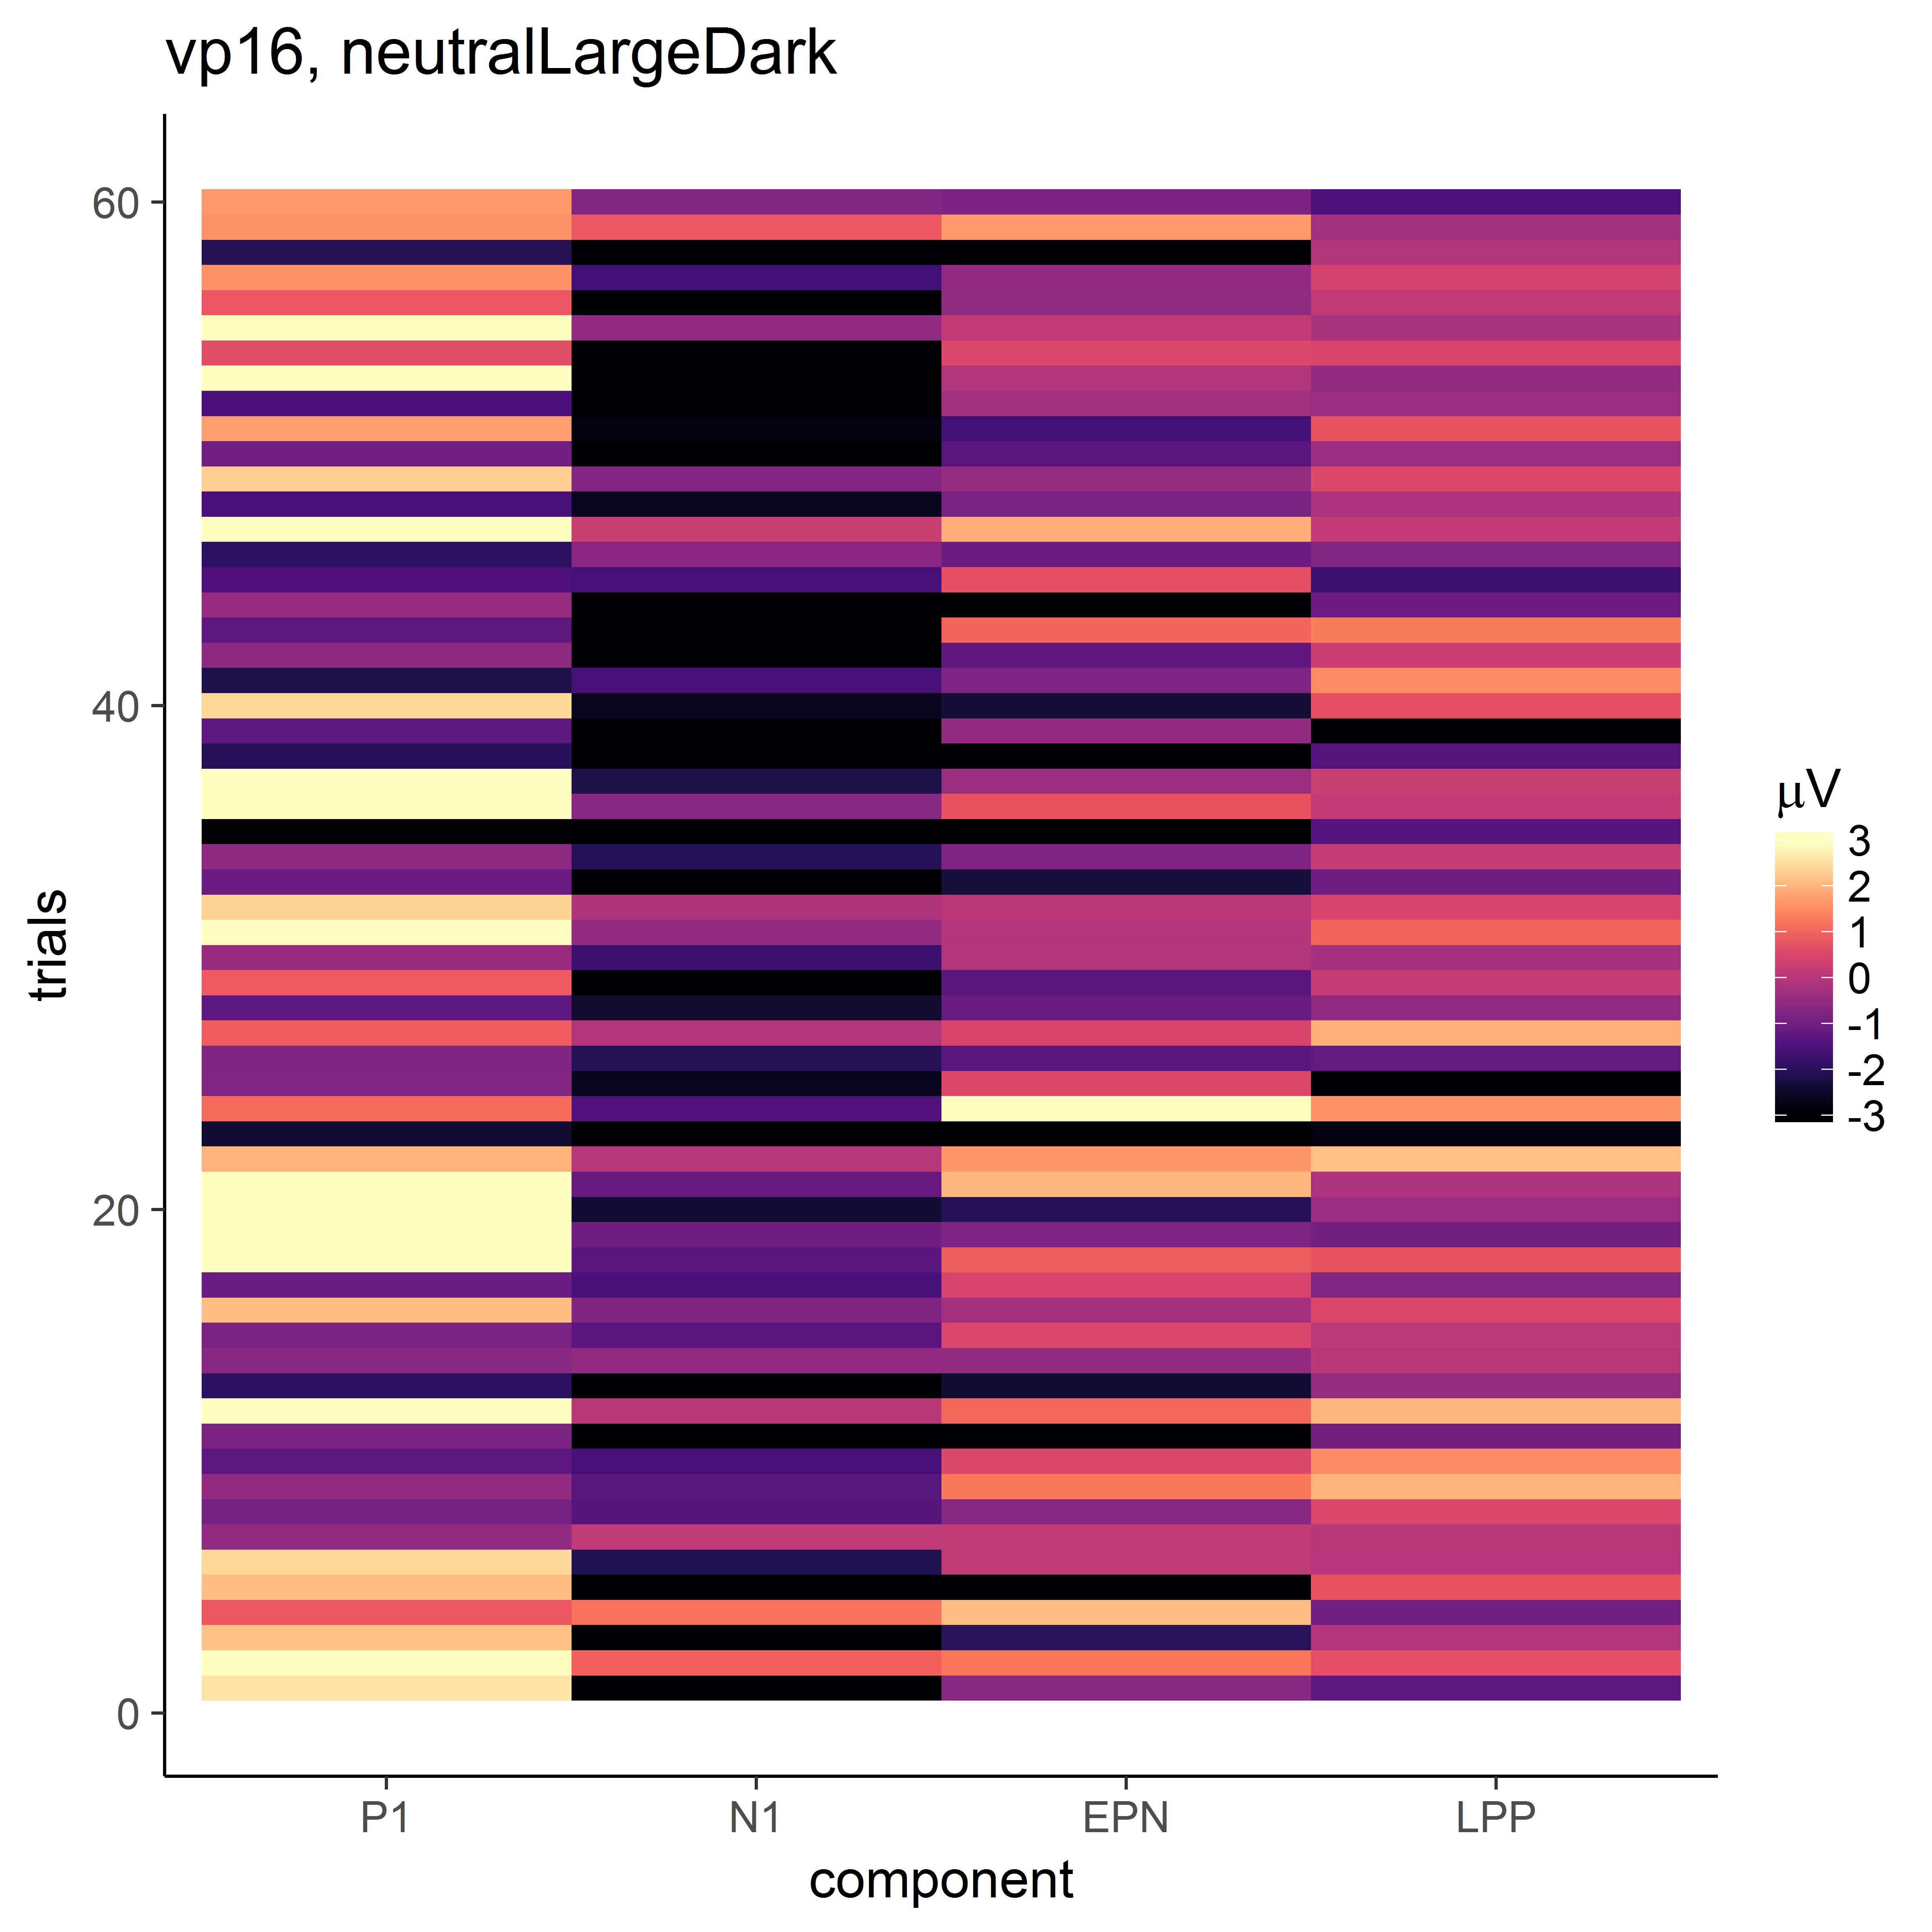 vp16, neutralLargeDark
60
40
20
0
trials
P1 N1 EPN LPP
component
μV
3
2
1
0
-1
-2
-3